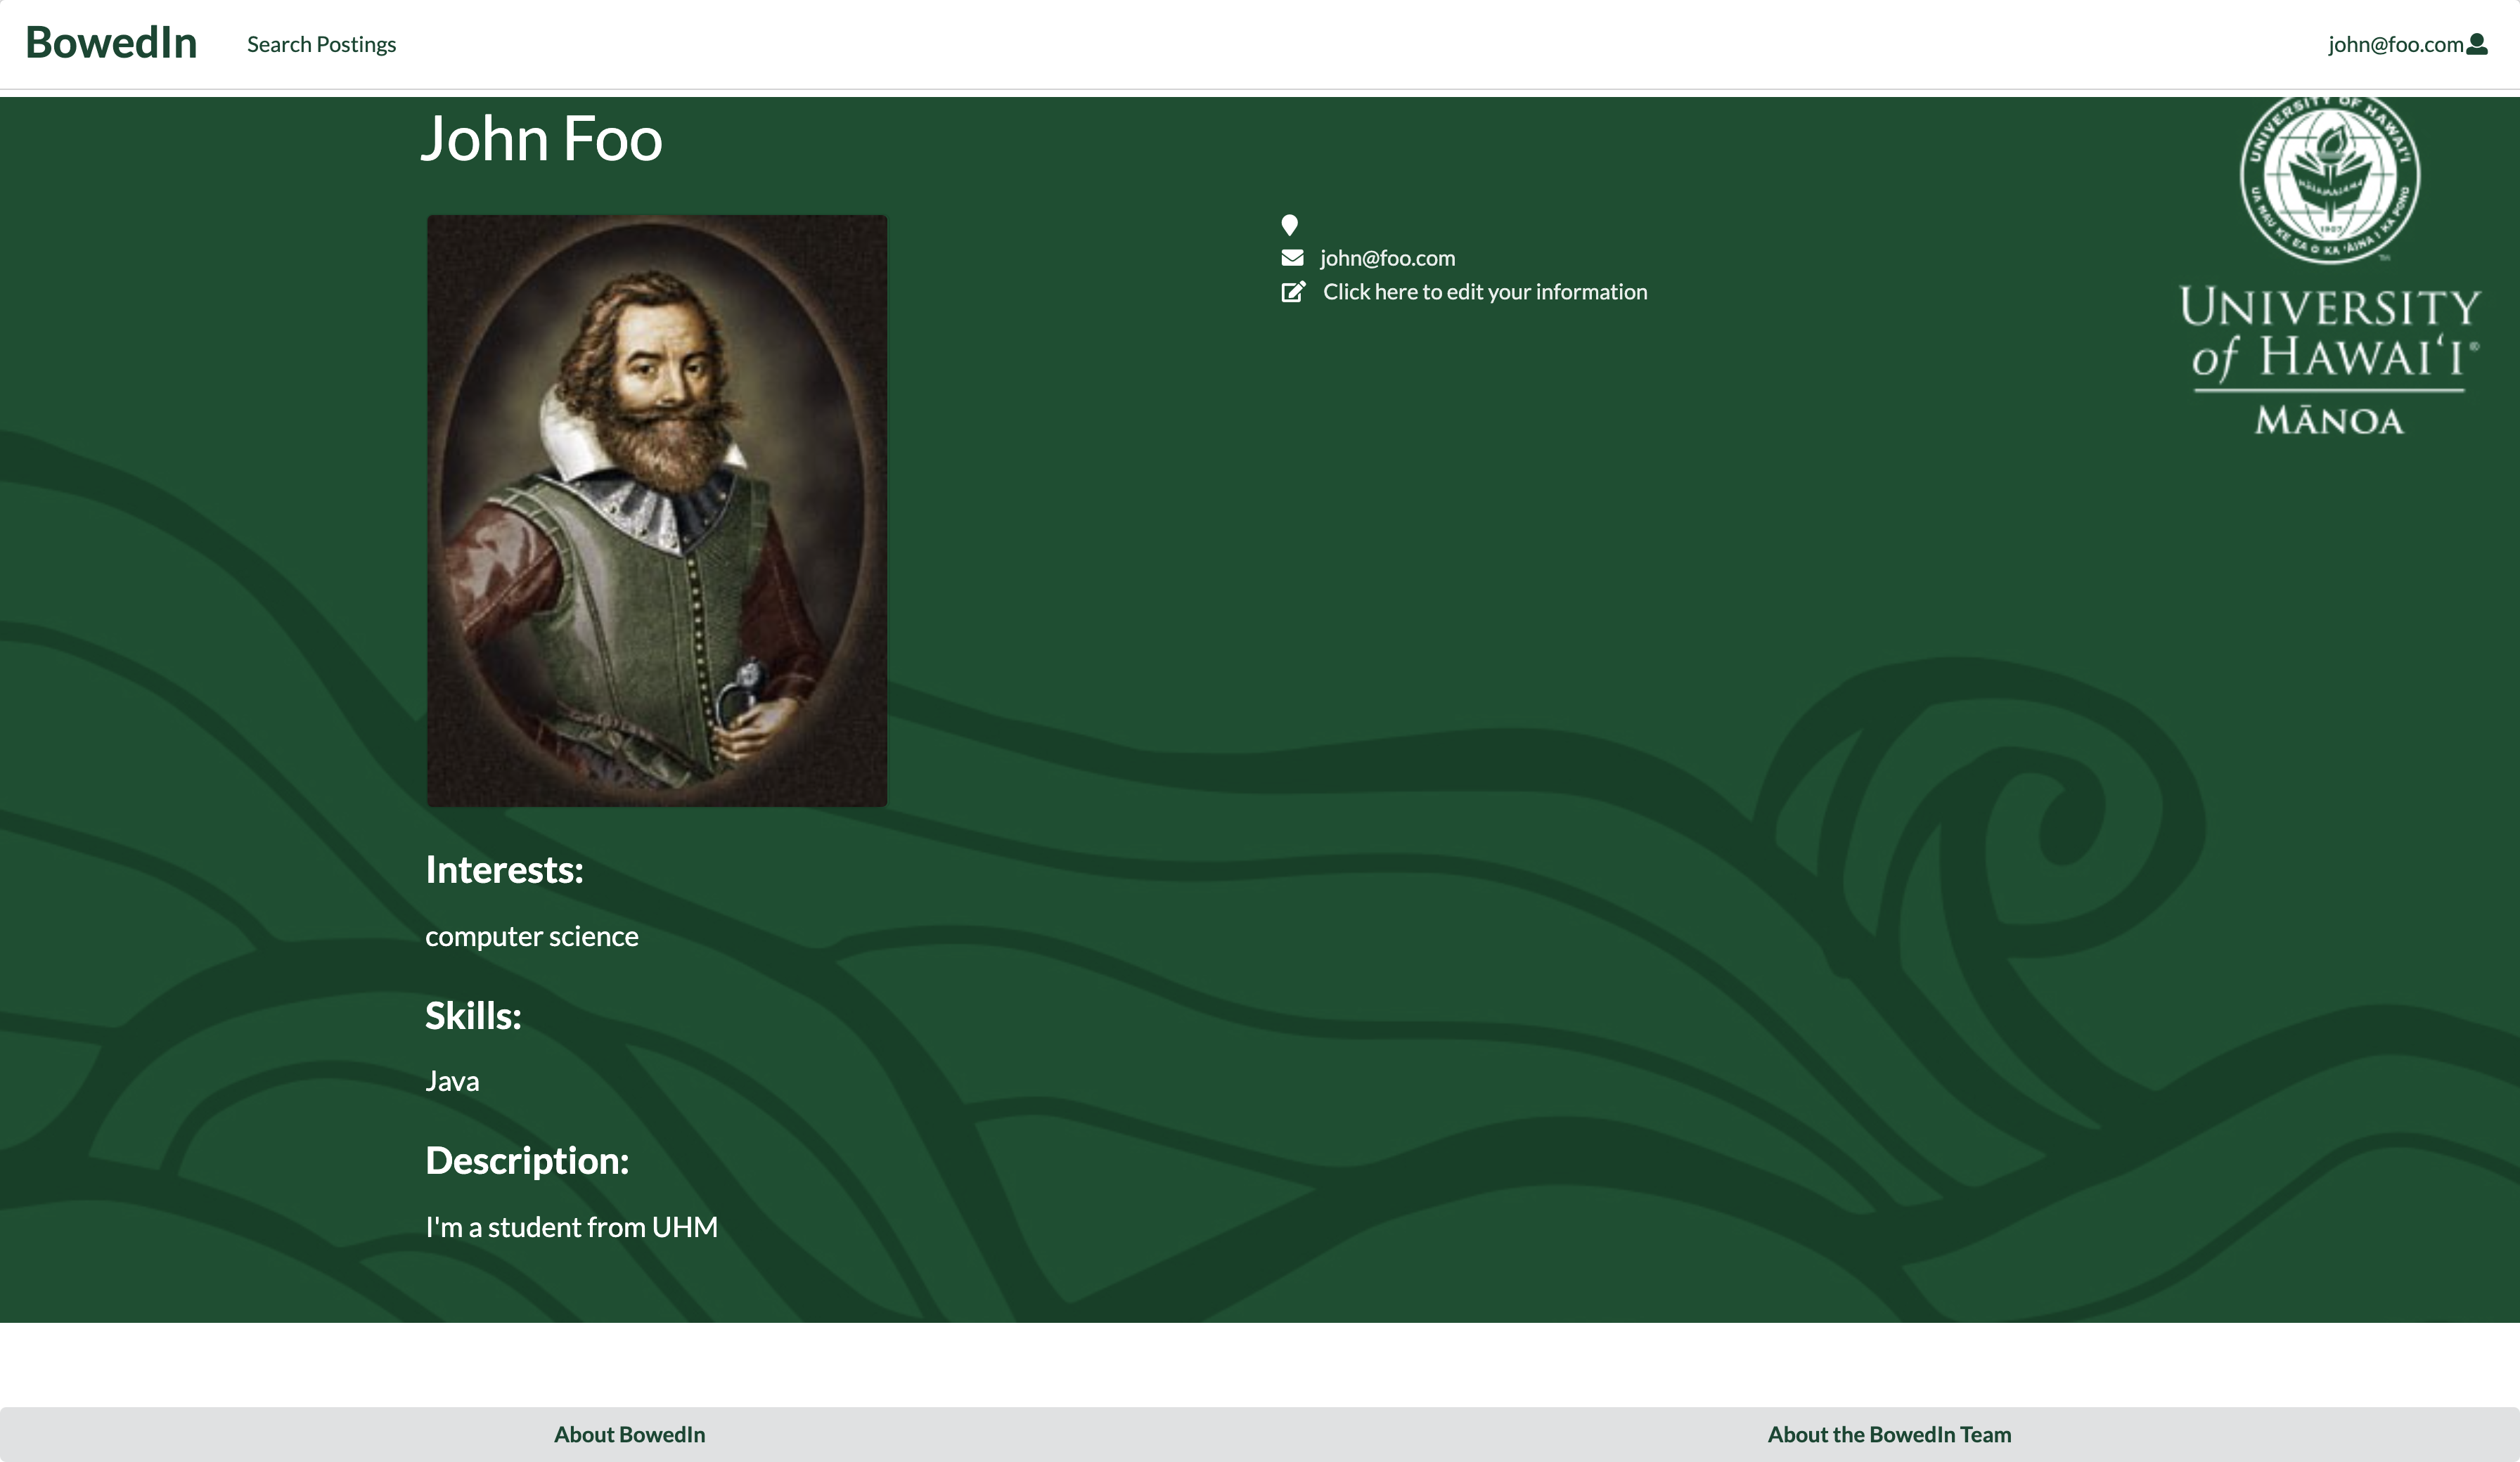 BowedIn
Search Postings
john@foo.com
John Foo
john@foo.com
Click here to edit your information
UNIVERSITY OF HAWAI‘I
UA MAU KE EA O KA ‘ĀINA I KA PONO
1907
TM
UNIVERSITY
of HAWAI‘I®
MĀNOA
Interests:
computer science
Skills:
Java
Description:
I'm a student from UHM
About BowedIn
About the BowedIn Team